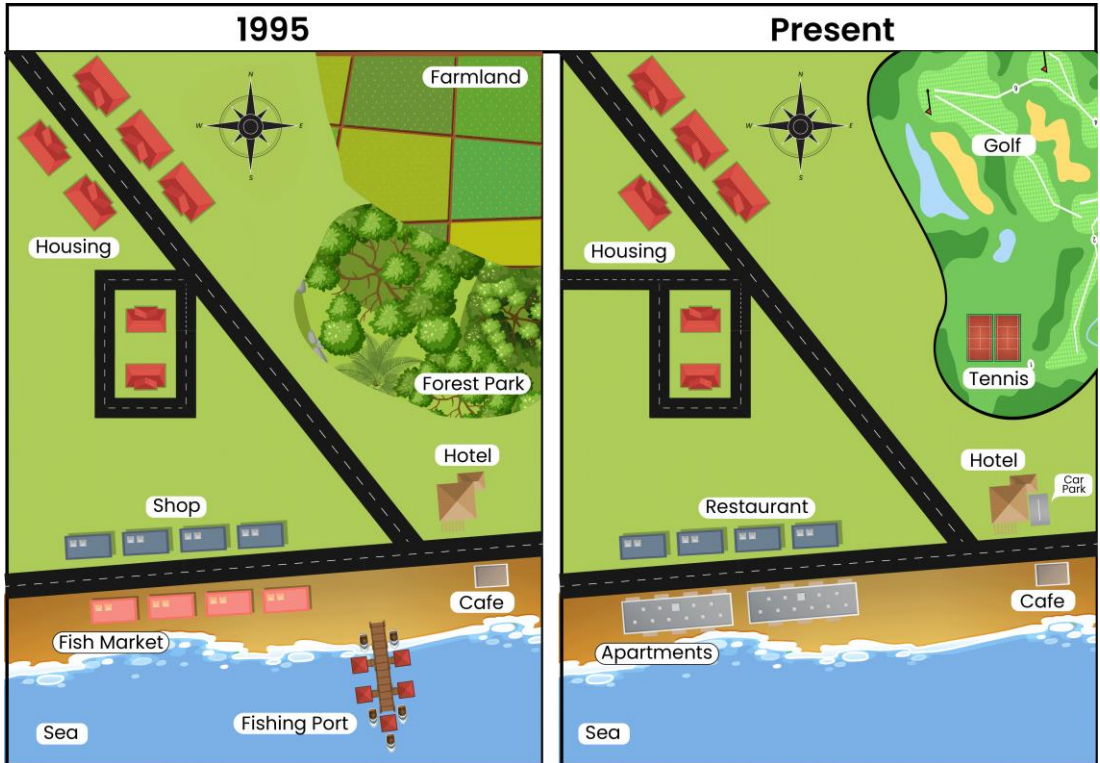 1995
Present
Farmland
Golf
N
W
E
S
N
W
E
S
Housing
Housing
Forest Park
Tennis
Hotel
Hotel
Car
Park
Shop
Restaurant
Cafe
Cafe
Fish Market
Apartments
Fishing Port
Sea
Sea